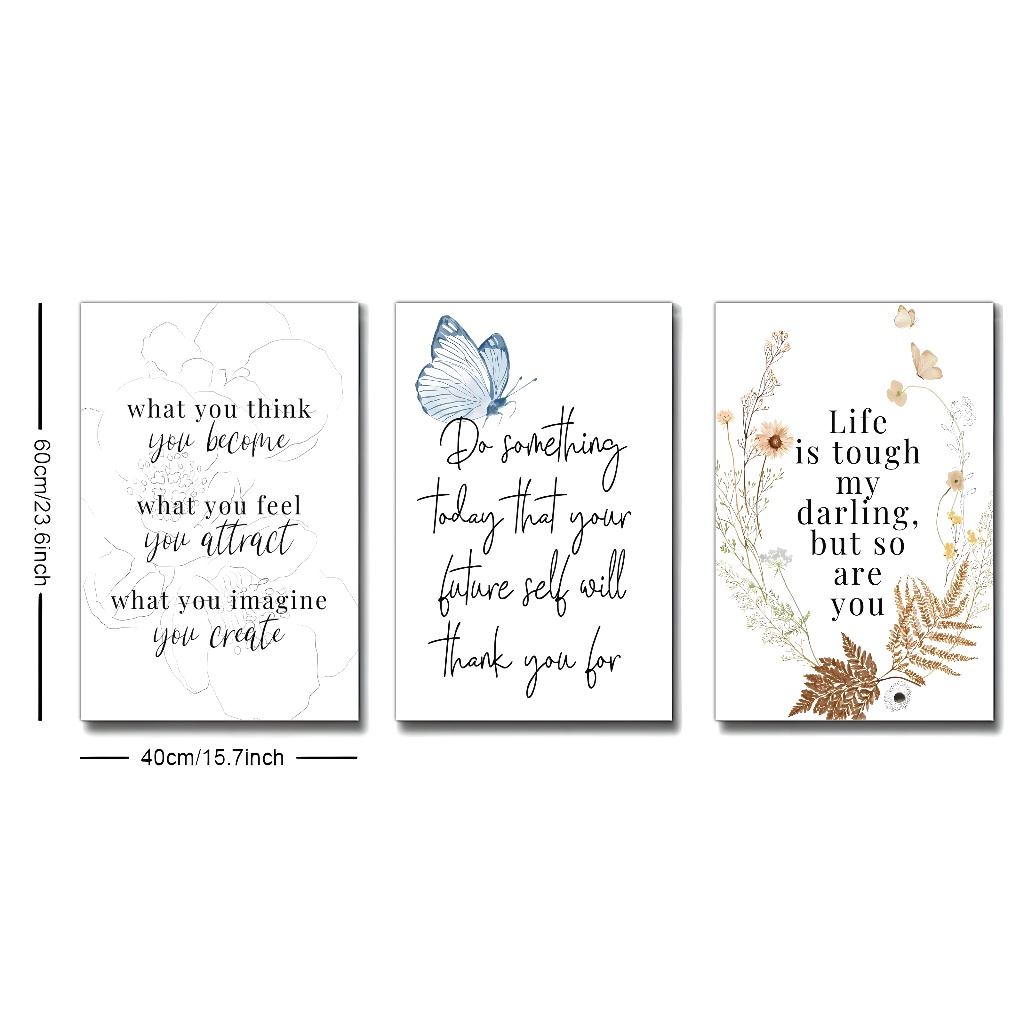 what you think
you become
what you feel
you attract
what you imagine
you create
Do something
today that your
future self will
thank you for
Life
is tough
my
darling,
but so
are
you
60cm/23.6inch
40cm/15.7inch